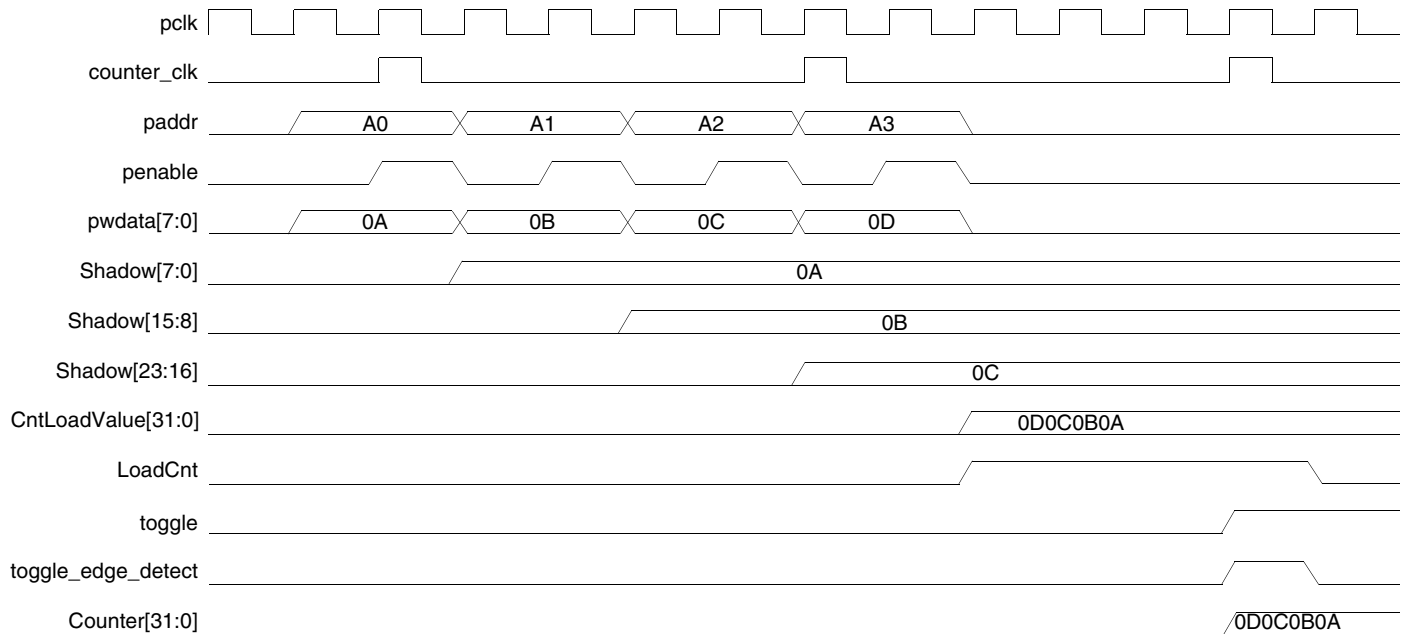 pclk
counter_clk
paddr A0 A1 A2 A3
penable
pwdata[7:0] 0A 0B 0C 0D
Shadow[7:0] 0A
Shadow[15:8] 0B
Shadow[23:16] 0C
CntLoadValue[31:0] 0D0C0B0A
LoadCnt
toggle
toggle_edge_detect
Counter[31:0] 0D0C0B0A